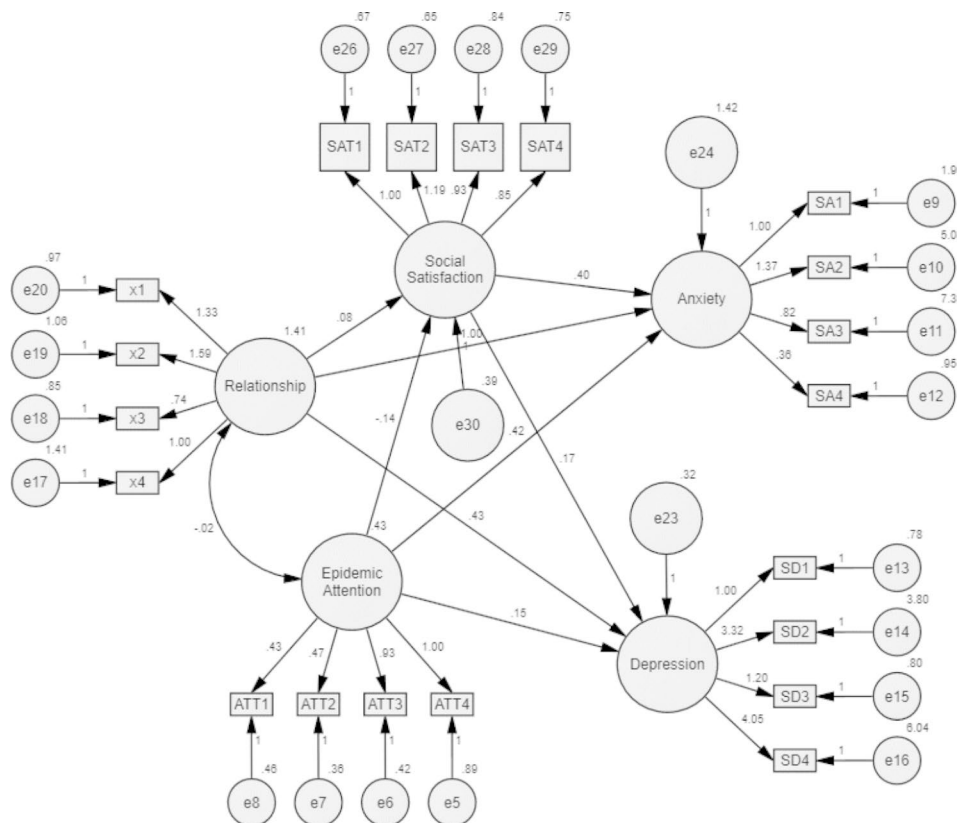 .67
.65
.84
.75
e26
e27
e28
e29
1
1
1
1
1.42
SAT1
SAT2
SAT3
SAT4
e24
1.9
1.00
1.19
.93
.85
1
SA1
1
e9
1.00
5.0
Social
Satisfaction
.40
Anxiety
1.37
SA2
1
e10
.97
7.3
e20
1
x1
.82
SA3
1
e11
1.33
1.41
.08
1.00
1
.36
.95
1.06
e19
1
x2
1.59
Relationship
.39
SA4
1
e12
.85
e18
1
x3
.74
-.14
e30
.42
1.41
1.00
e17
1
x4
.17
.32
-.02
.43
.43
e23
.78
Epidemic
Attention
1
1.00
SD1
1
e13
.15
3.80
.43
.47
.93
1.00
Depression
3.32
SD2
1
e14
.80
ATT1
ATT2
ATT3
ATT4
1.20
SD3
1
e15
1
1
1
1
4.05
6.04
.46
.36
.42
.89
SD4
1
e16
e8
e7
e6
e5